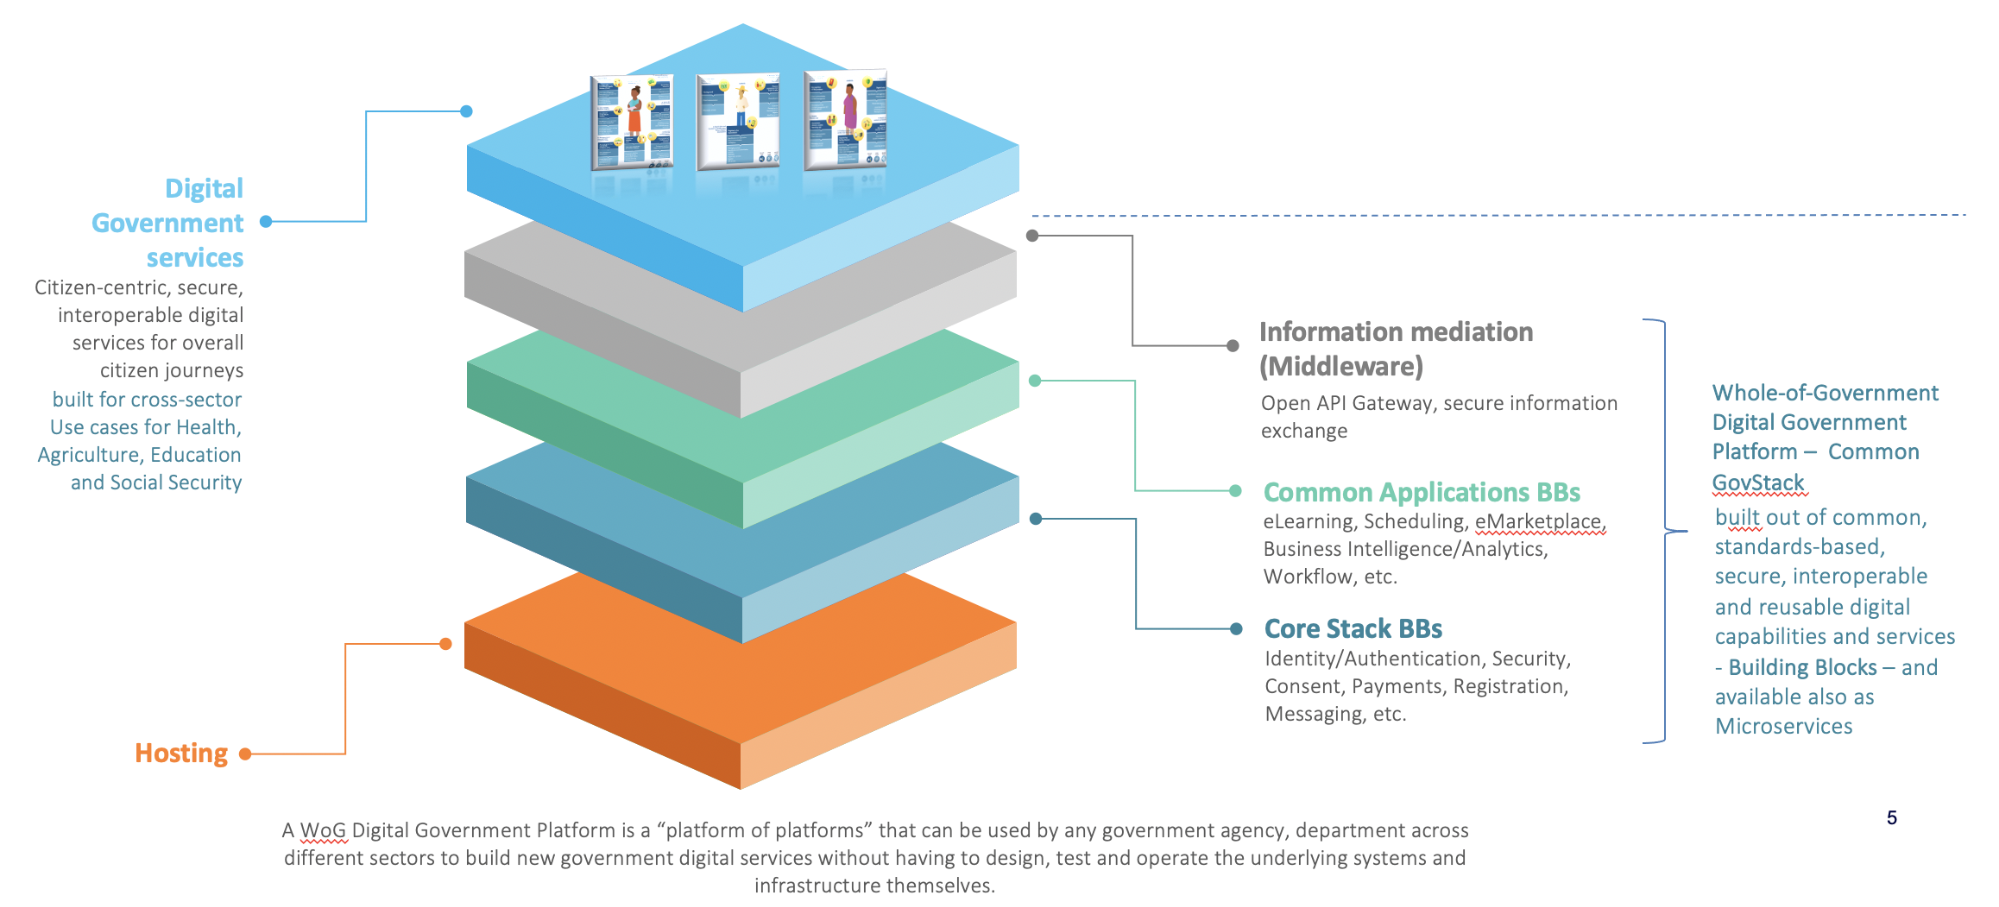 Digital
Government
services
Citizen-centric, secure,
interoperable digital
services for overall
citizen journeys
built for cross-sector
Use cases for Health,
Agriculture, Education
and Social Security
Hosting
Information mediation
(Middleware)
Open API Gateway, secure information
exchange
Common Applications BBs
eLearning, Scheduling, eMarketplace,
Business Intelligence/Analytics,
Workflow, etc.
Core Stack BBs
Identity/Authentication, Security,
Consent, Payments, Registration,
Messaging, etc.
Whole-of-Government
Digital Government
Platform – Common
GovStack
built out of common,
standards-based,
secure, interoperable
and reusable digital
capabilities and services
- Building Blocks – and
available also as
Microservices
5
A WoG Digital Government Platform is a “platform of platforms” that can be used by any government agency, department across
different sectors to build new government digital services without having to design, test and operate the underlying systems and
infrastructure themselves.